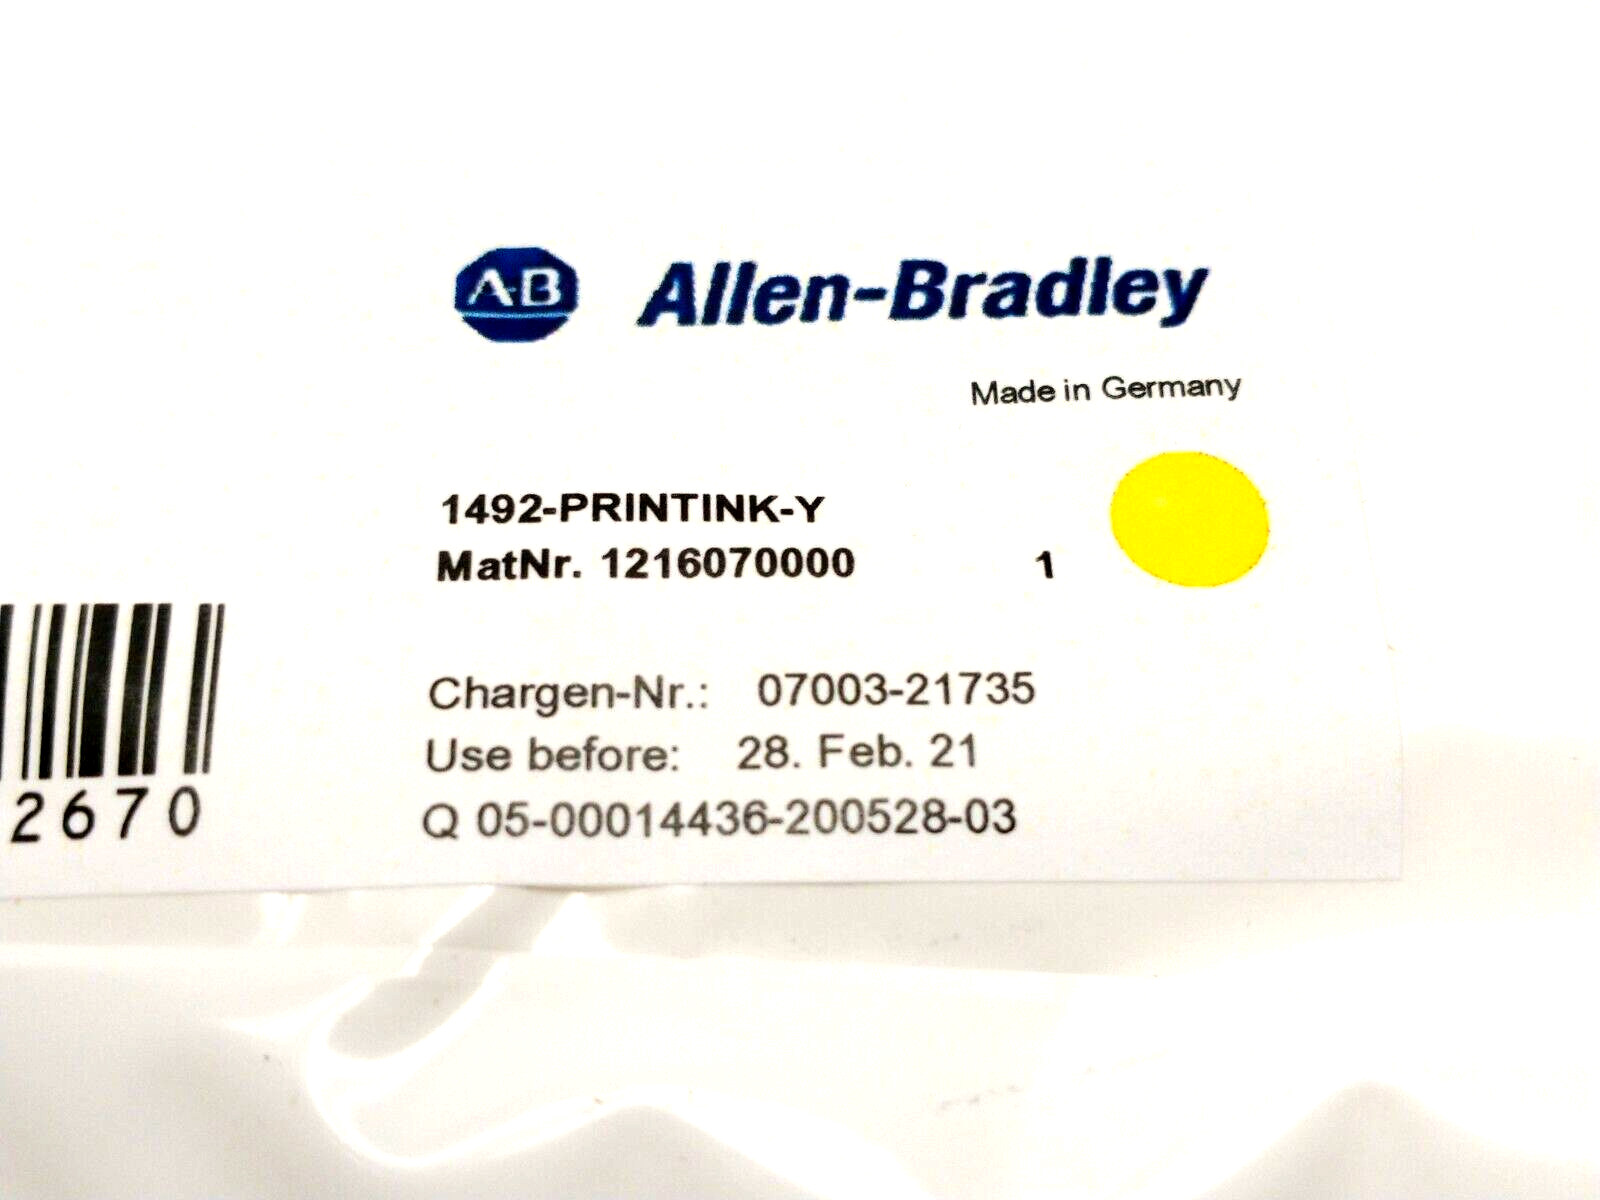 A-B Allen-Bradley
Made in Germany
1492-PRINTINK-Y
MatNr. 1216070000 1
Chargen-Nr.: 07003-21735
Use before: 28. Feb. 21
Q 05-00014436-200528-03
2670